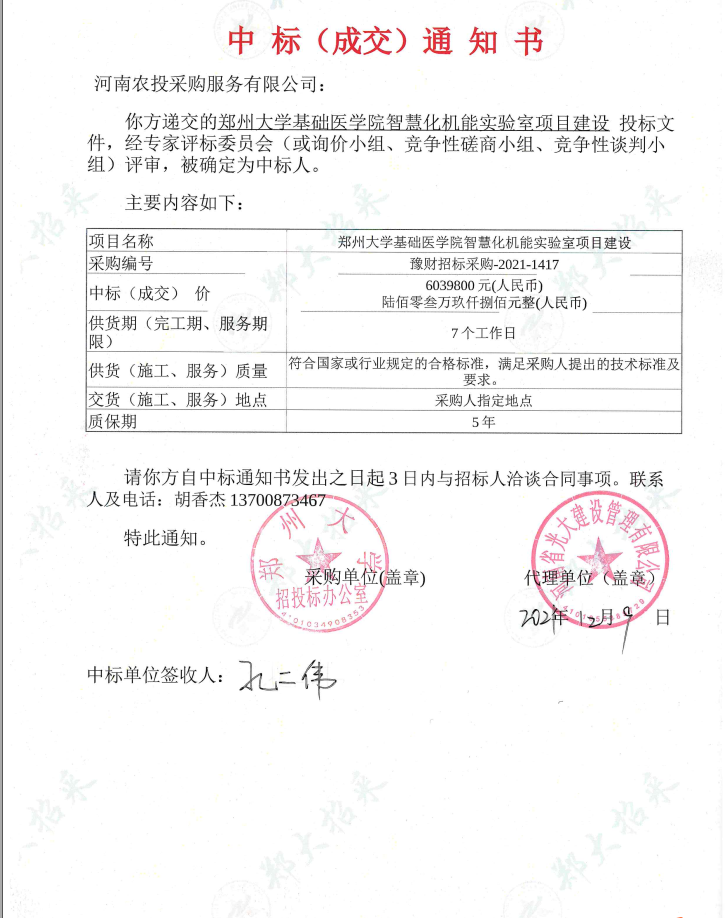 中 标（成交）通 知 书
河南农投采购服务有限公司：
你方递交的郑州大学基础医学院智慧化机能实验室项目建设 投标文
件，经专家评标委员会（或询价小组、竞争性磋商小组、竞争性谈判小
组）评审，被确定为中标人。
主要内容如下：
项目名称 郑州大学基础医学院智慧化机能实验室项目建设
采购编号 豫财招标采购-2021-1417
中标（成交） 价 6039800 元(人民币)
陆佰零叁万玖仟捌佰元整(人民币)
供货期（完工期、服务期
限） 7 个工作日
供货（施工、服务）质量 符合国家或行业规定的合格标准，满足采购人提出的技术标准及
要求。
交货（施工、服务）地点 采购人指定地点
质保期 5 年
请你方自中标通知书发出之日起 3 日内与招标人洽谈合同事项。联系
人及电话：胡香杰 13700873467
特此通知。
郑州大学
招投标办公室
4101034908353
采购单位(盖章)
河南省光大建设管理有限公司
代理单位（盖章）
2021年 12月 9 日
中标单位签收人：孔二伟
郑大招采